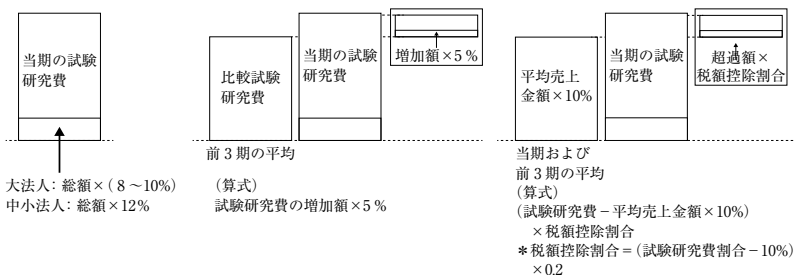 当期の試験
研究費
大法人：総額×（8～10%）
中小法人：総額×12%
比較試験
研究費
当期の試験
研究費
増加額×5%
前3期の平均
（算式）
試験研究費の増加額×5%
平均売上
金額×10%
当期の試験
研究費
超過額×
税額控除割合
当期および
前3期の平均
（算式）
（試験研究費－平均売上金額×10%）
×税額控除割合
＊税額控除割合＝（試験研究費割合－10%）
×0.2